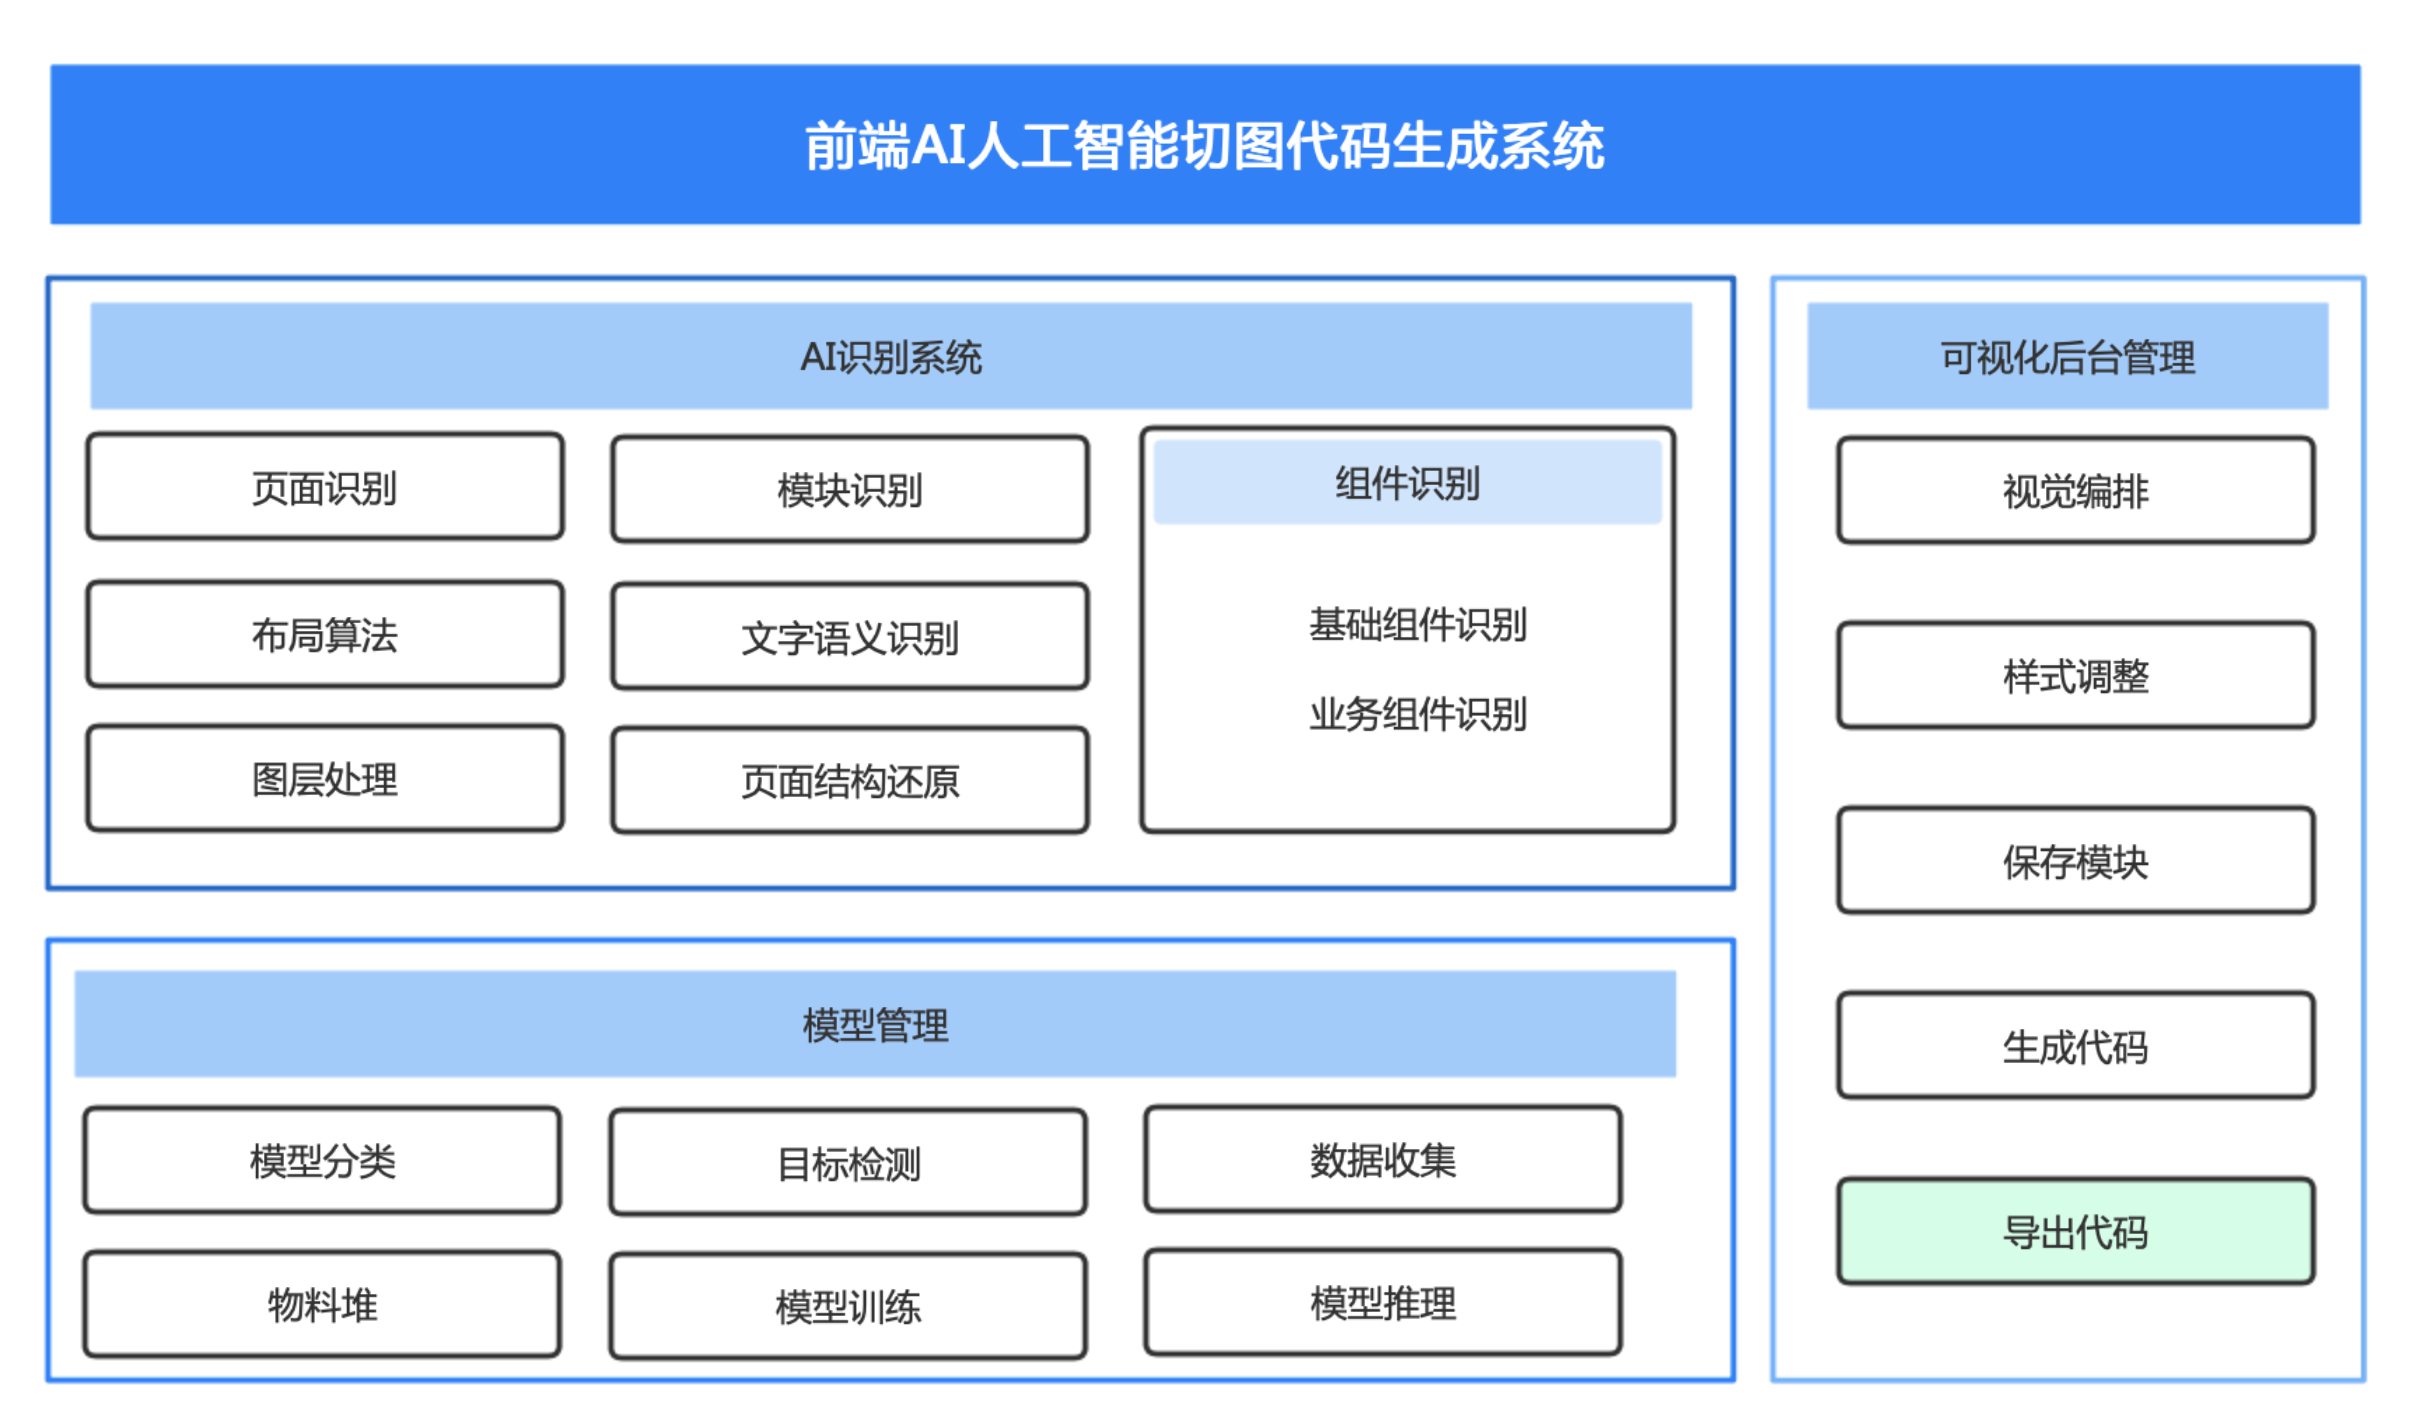 前端AI人工智能切图代码生成系统
AI识别系统
页面识别
模块识别
组件识别
布局算法
文字语义识别
基础组件识别
业务组件识别
图层处理
页面结构还原
模型管理
模型分类
目标检测
数据收集
物料堆
模型训练
模型推理
可视化后台管理
视觉编排
样式调整
保存模块
生成代码
导出代码